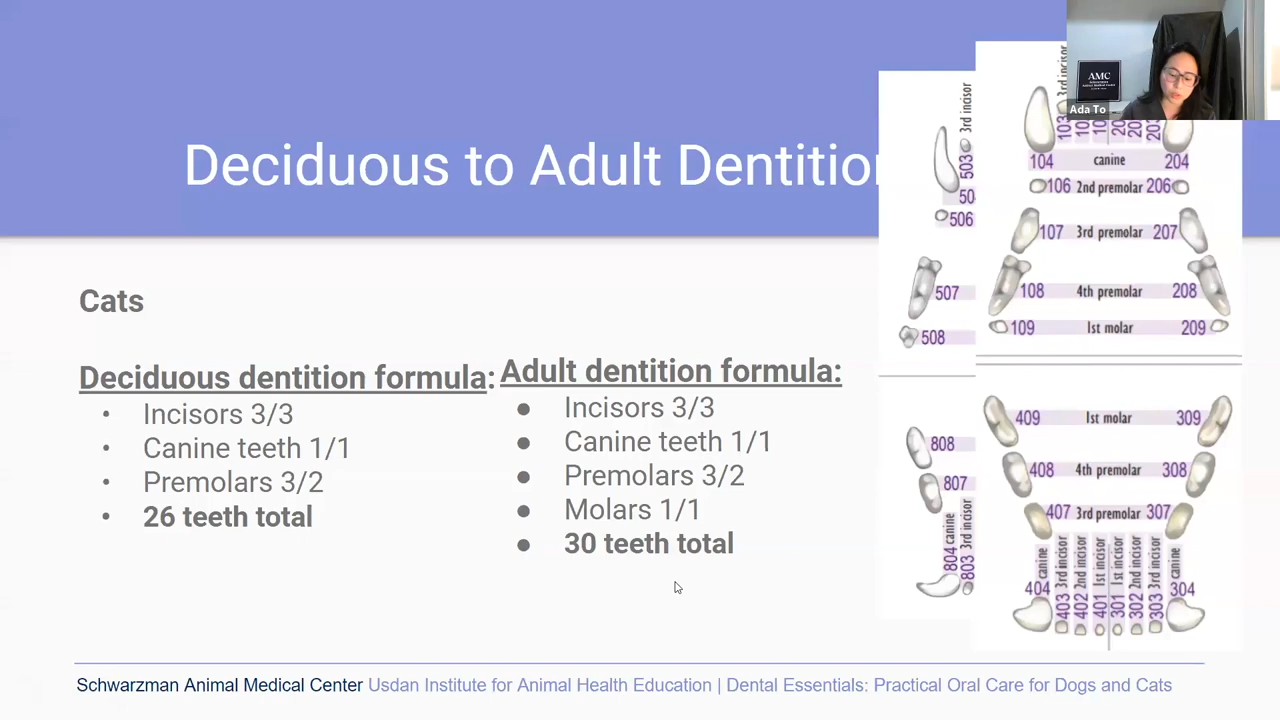 Deciduous to Adult Dentition
Cats
Deciduous dentition formula:
• Incisors 3/3
• Canine teeth 1/1
• Premolars 3/2
• 26 teeth total
Adult dentition formula:
● Incisors 3/3
● Canine teeth 1/1
● Premolars 3/2
● Molars 1/1
● 30 teeth total
3rd incisor
503
50
506
507
508
808
807
804 canine
803 3rd incisor
AMC
Ada To
3rd incisor
103
203
104 canine 204
106 2nd premolar 206
107 3rd premolar 207
108 4th premolar 208
109 1st molar 209
409 1st molar 309
408 4th premolar 308
407 3rd premolar 307
404 canine
403 3rd incisor
402 2nd incisor
401 1st incisor
301 1st incisor
302 2nd incisor
303 3rd incisor
304 canine
Schwarzman Animal Medical Center Usdan Institute for Animal Health Education | Dental Essentials: Practical Oral Care for Dogs and Cats